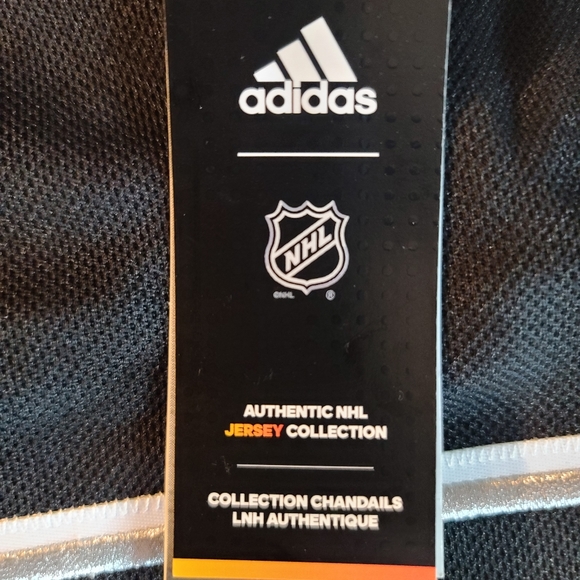 adidas
NHL
©NHL ®
AUTHENTIC NHL
JERSEY COLLECTION
COLLECTION CHANDAILS
LNH AUTHENTIQUE